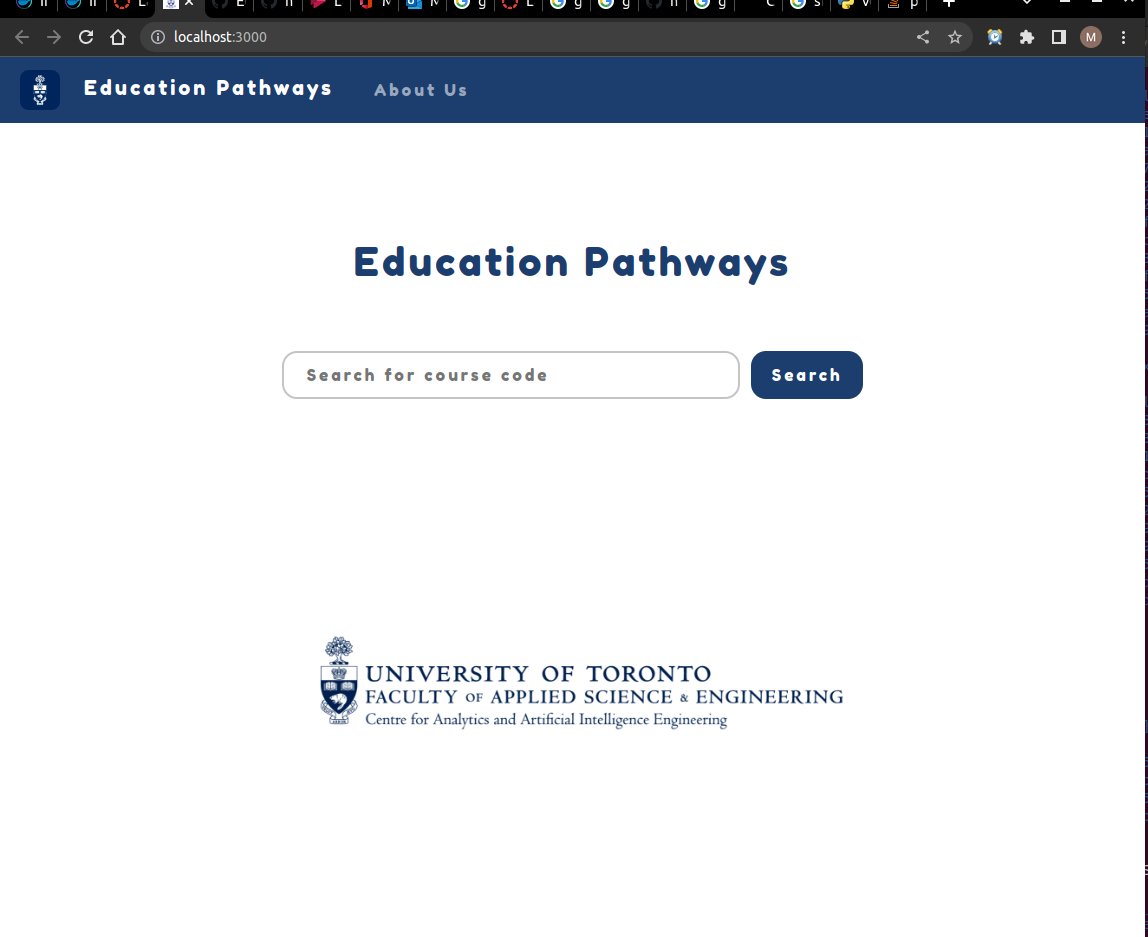 localhost:3000
M
Education Pathways
About Us
Education Pathways
Search for course code
Search
UNIVERSITY OF TORONTO
FACULTY OF APPLIED SCIENCE & ENGINEERING
Centre for Analytics and Artificial Intelligence Engineering